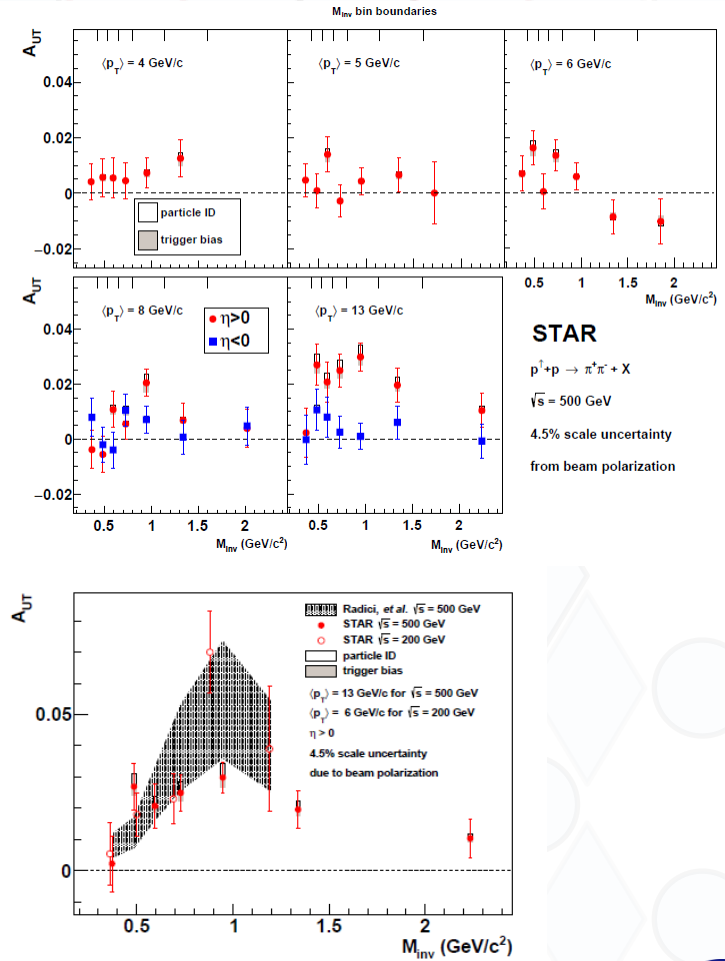 M_inv bin boundaries
A_UT
⟨p_T⟩ = 4 GeV/c
⟨p_T⟩ = 5 GeV/c
⟨p_T⟩ = 6 GeV/c
0.04
0.02
0
−0.02
particle ID
trigger bias
0.5 1 1.5 2
M_inv (GeV/c²)
A_UT
⟨p_T⟩ = 8 GeV/c
⟨p_T⟩ = 13 GeV/c
η>0
η<0
0.04
0.02
0
−0.02
0.5 1 1.5 2
M_inv (GeV/c²)
0.5 1 1.5 2
M_inv (GeV/c²)
STAR
p↑+p → π⁺π⁻ + X
√s = 500 GeV
4.5% scale uncertainty
from beam polarization
A_UT
Radici, et al. √s = 500 GeV
STAR √s = 500 GeV
STAR √s = 200 GeV
particle ID
trigger bias
⟨p_T⟩ = 13 GeV/c for √s = 500 GeV
⟨p_T⟩ = 6 GeV/c for √s = 200 GeV
η > 0
4.5% scale uncertainty
due to beam polarization
0.05
0
0.5 1 1.5 2
M_inv (GeV/c²)